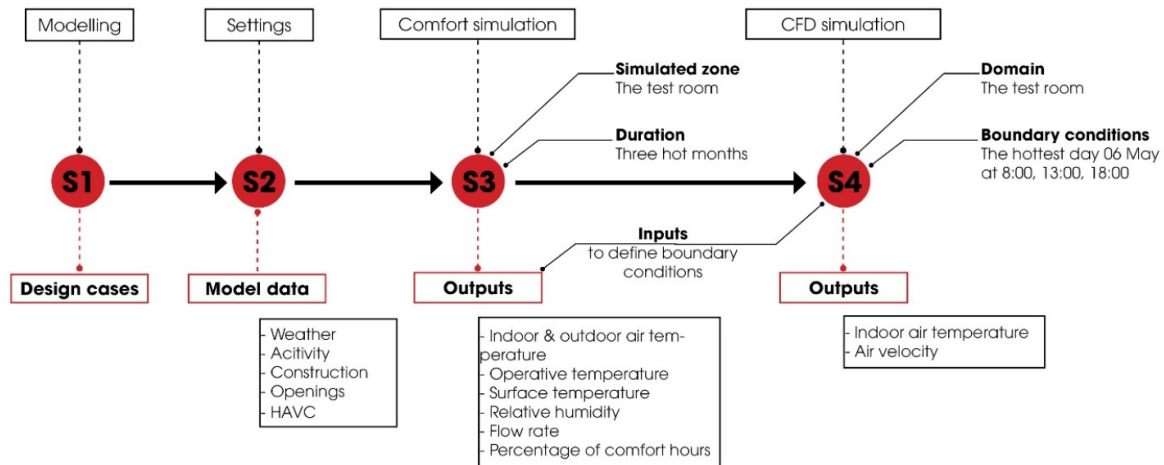 Modelling
Settings
Comfort simulation
CFD simulation
Simulated zone
The test room
Duration
Three hot months
Domain
The test room
Boundary conditions
The hottest day 06 May
at 8:00, 13:00, 18:00
S1
S2
S3
S4
Inputs
to define boundary
conditions
Design cases
Model data
Outputs
Outputs
- Weather
- Acitivity
- Construction
- Openings
- HAVC
- Indoor & outdoor air tem-
perature
- Operative temperature
- Surface temperature
- Relative humidity
- Flow rate
- Percentage of comfort hours
- Indoor air temperature
- Air velocity